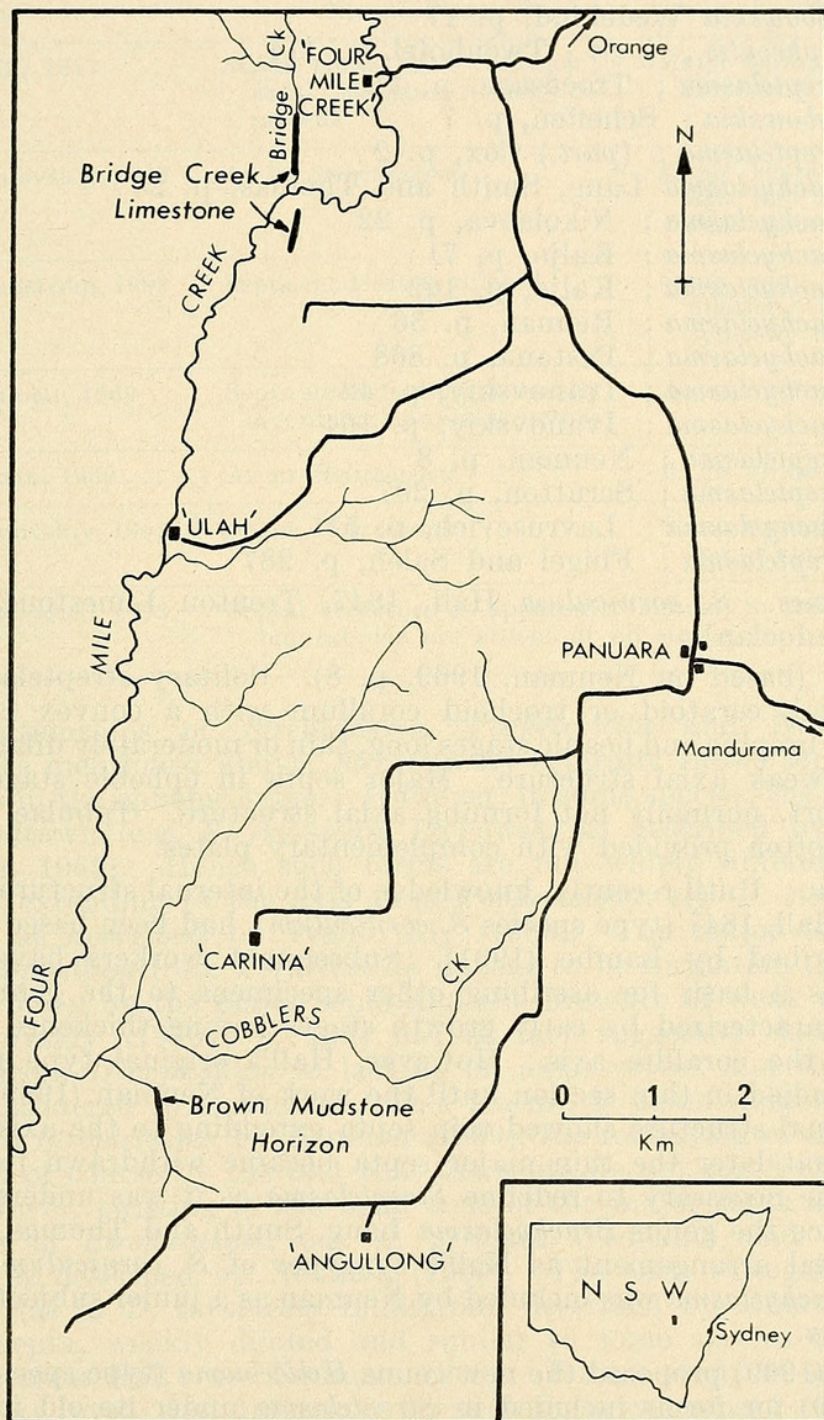 Orange
'FOUR
MILE
CREEK'
Ck
Bridge
Bridge Creek
Limestone
N
CREEK
'ULAH'
MILE
PANUARA
Mandurama
'CARINYA'
CK
COBBLERS
FOUR
Brown Mudstone
Horizon
0 1 2
Km
'ANGULLONG'
N S W
Sydney